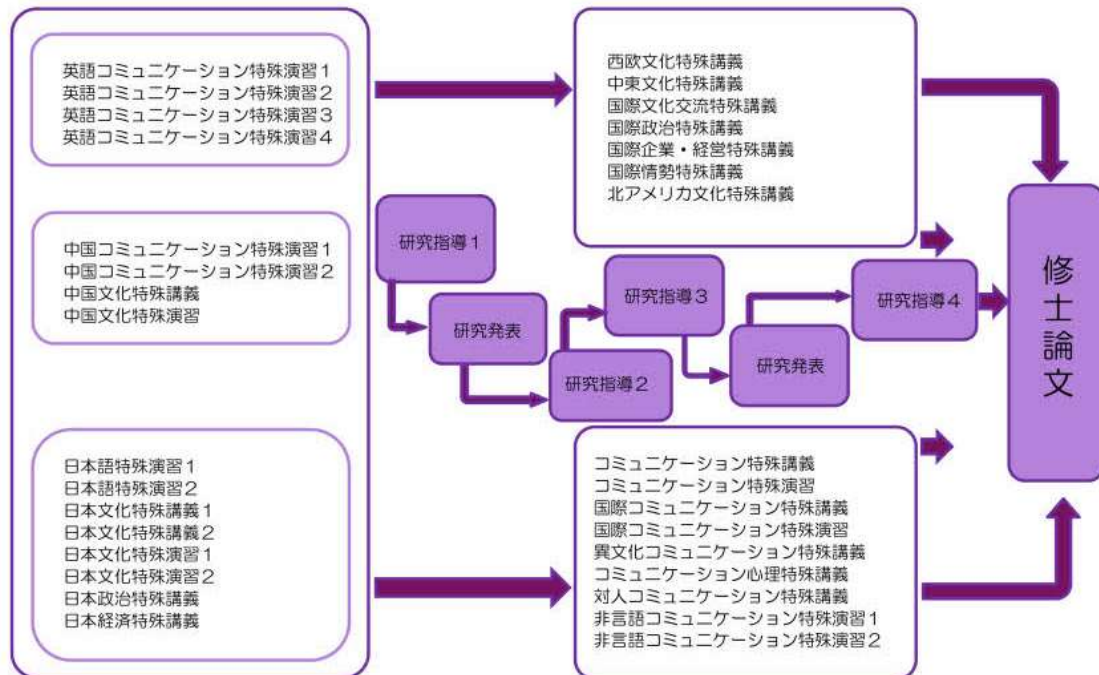 英語コミュニケーション特殊演習1
英語コミュニケーション特殊演習2
英語コミュニケーション特殊演習3
英語コミュニケーション特殊演習4
中国コミュニケーション特殊演習1
中国コミュニケーション特殊演習2
中国文化特殊講義
中国文化特殊演習
日本語特殊演習1
日本語特殊演習2
日本文化特殊講義1
日本文化特殊講義2
日本文化特殊演習1
日本文化特殊演習2
日本政治特殊講義
日本経済特殊講義
西欧文化特殊講義
中東文化特殊講義
国際文化交流特殊講義
国際政治特殊講義
国際企業・経営特殊講義
国際情勢特殊講義
北アメリカ文化特殊講義
研究指導1
研究発表
研究指導2
研究指導3
研究発表
研究指導4
コミュニケーション特殊講義
コミュニケーション特殊演習
国際コミュニケーション特殊講義
国際コミュニケーション特殊演習
異文化コミュニケーション特殊講義
コミュニケーション心理特殊講義
対人コミュニケーション特殊講義
非言語コミュニケーション特殊演習1
非言語コミュニケーション特殊演習2
修士論文